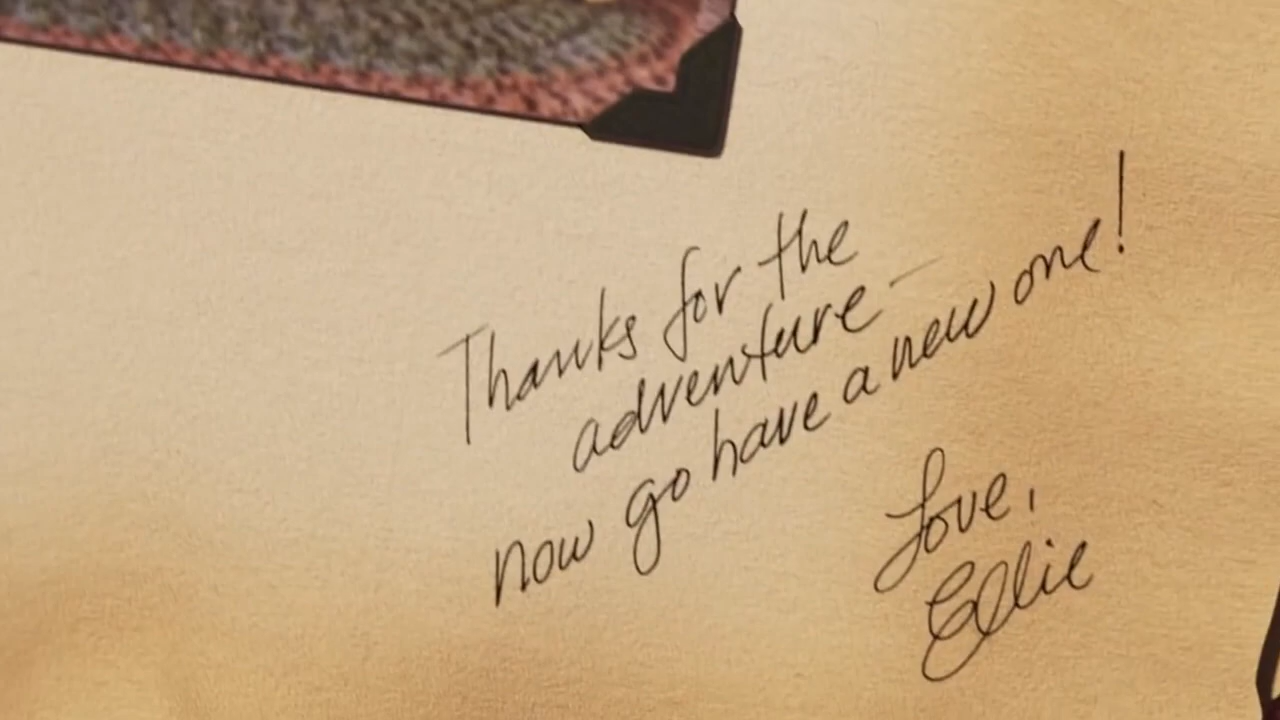 Thanks for the
adventure—
now go have a new one!
Love,
Ellie